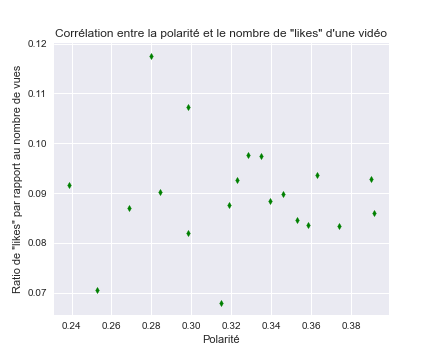 Corrélation entre la polarité et le nombre de "likes" d'une vidéo
Ratio de "likes" par rapport au nombre de vues
0.12
0.11
0.10
0.09
0.08
0.07
0.24 0.26 0.28 0.30 0.32 0.34 0.36 0.38
Polarité